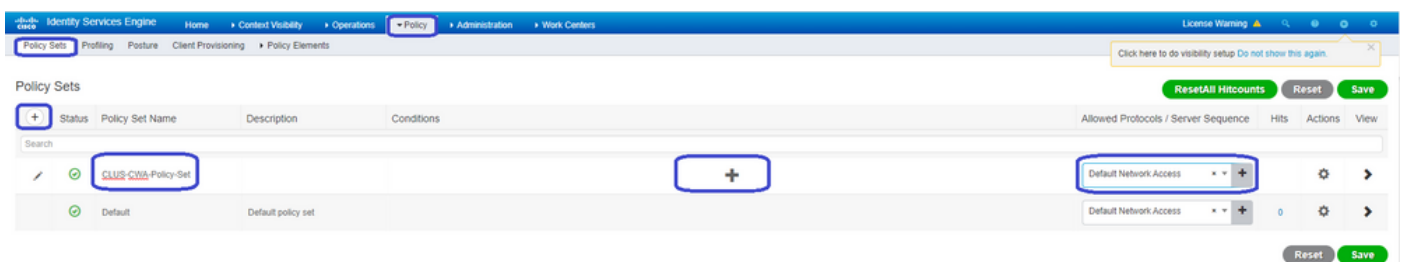 cisco Identity Services Engine Home Context Visibility Operations Policy Administration Work Centers License Warning
Policy Sets Profiling Posture Client Provisioning Policy Elements
Click here to do visibility setup Do not show this again.
Policy Sets
ResetAll Hitcounts Reset Save
Status Policy Set Name Description Conditions Allowed Protocols / Server Sequence Hits Actions View
Search
CLUS-CWA-Policy-Set Default Network Access
Default Default policy set Default Network Access 0
Reset Save